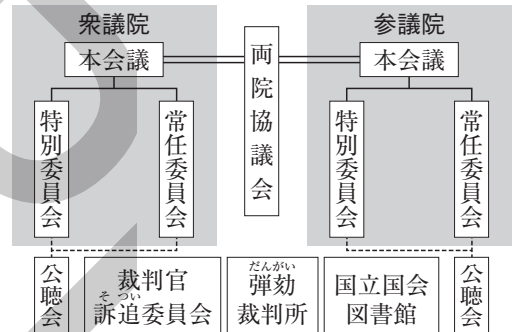 衆議院
参議院
本会議
両院協議会
本会議
特別委員会
常任委員会
特別委員会
常任委員会
公聴会
裁判官
そ つい
訴追委員会
だんがい
弾劾
裁判所
国立国会
図書館
公聴会